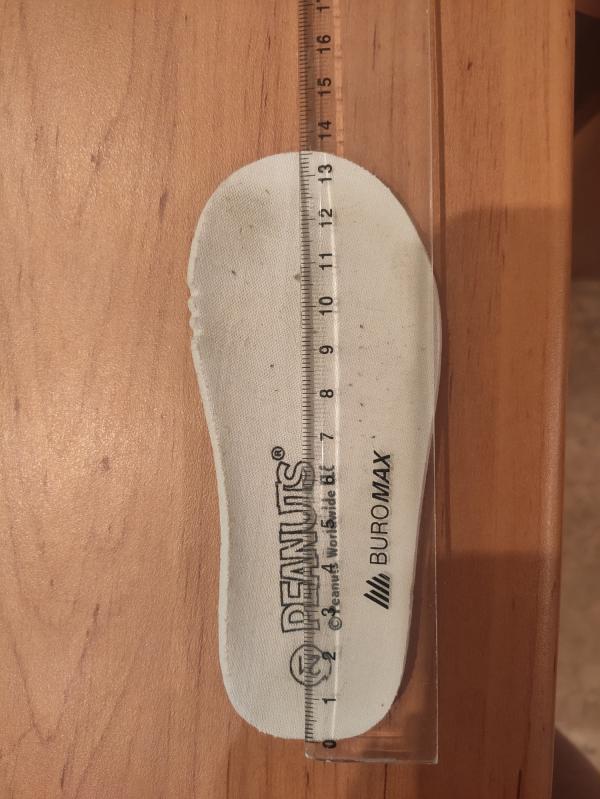 PEANUTS®
©Peanuts Worldwide LLC
0 1 2 3 4 5 6 7 8 9 10 11 12 13 14 15 16 17
BUROMAX